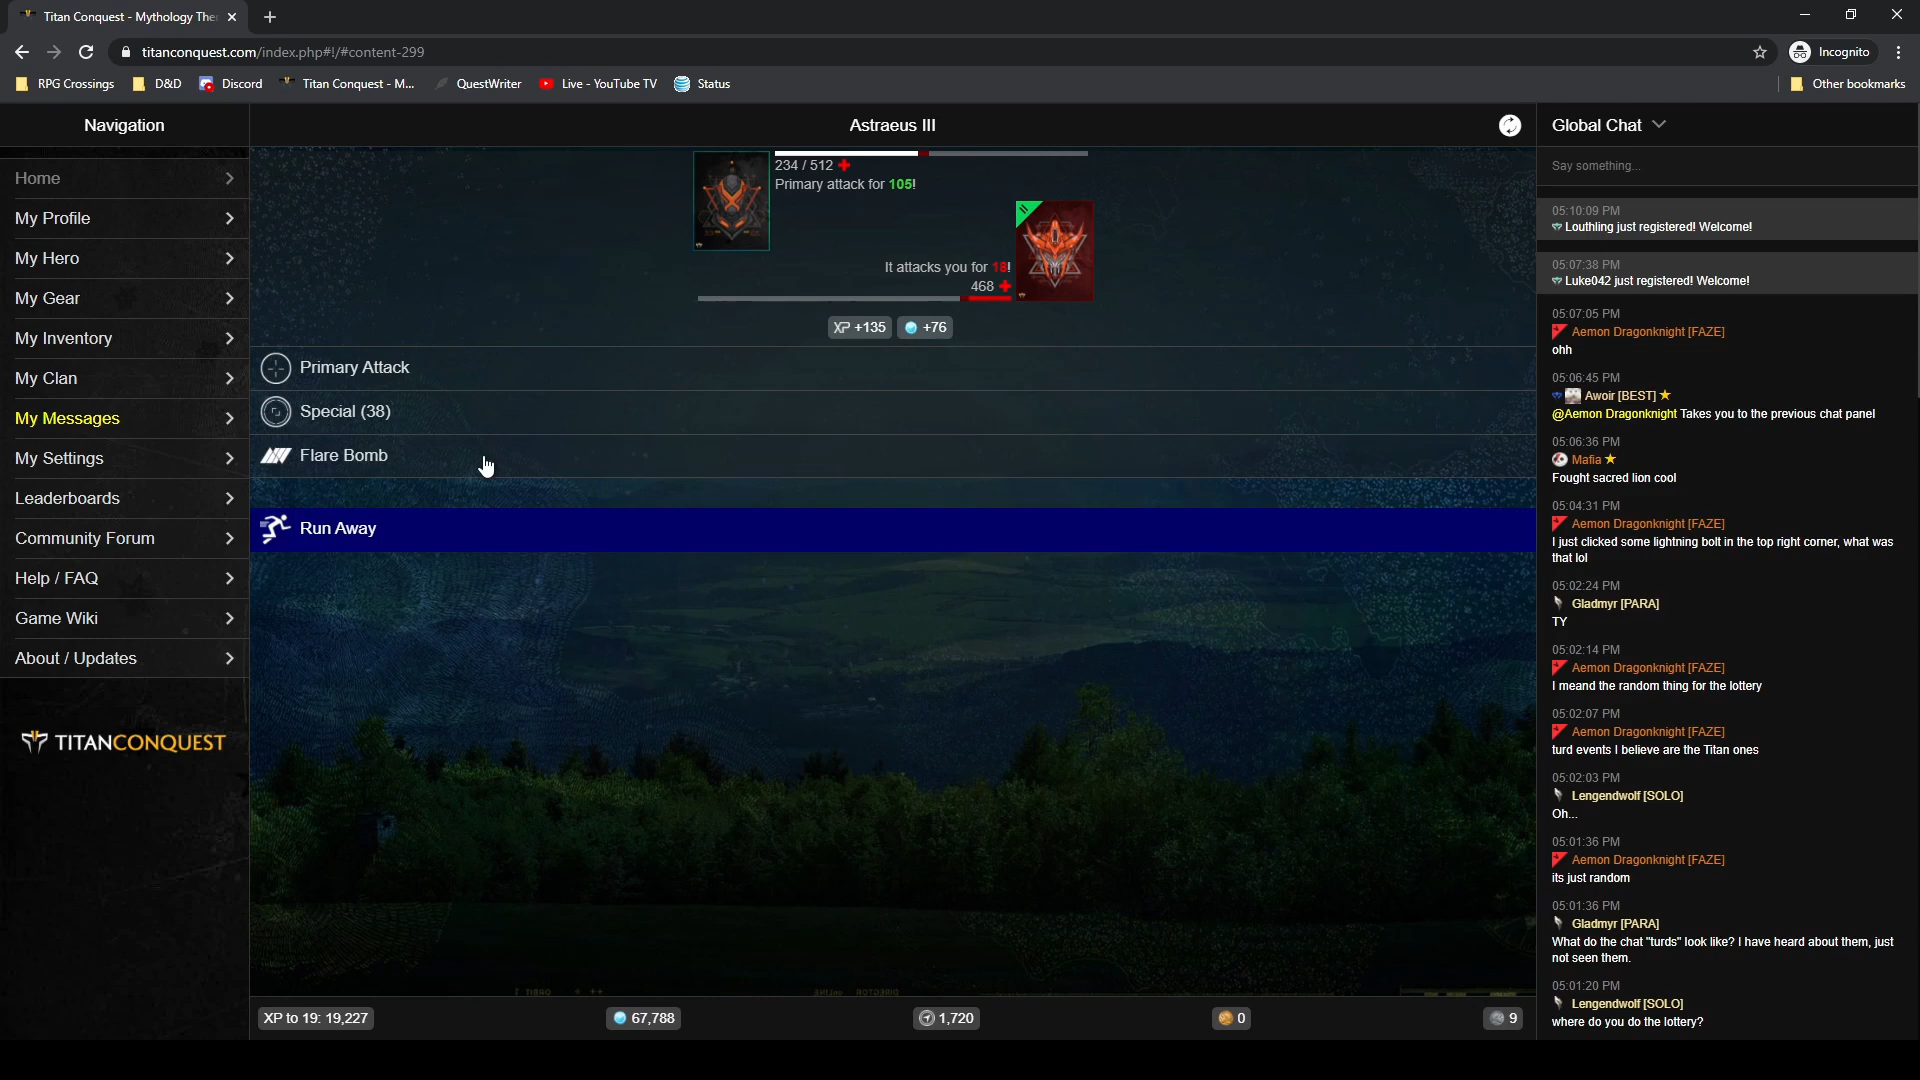 Titan Conquest - Mythology The
titanconquest.com/index.php#!/#content-299
Incognito
RPG Crossings
D&D
Discord
Titan Conquest - M...
QuestWriter
Live - YouTube TV
Status
Other bookmarks
Navigation
Home
My Profile
My Hero
My Gear
My Inventory
My Clan
My Messages
My Settings
Leaderboards
Community Forum
Help / FAQ
Game Wiki
About / Updates
TITANCONQUEST
Astraeus III
234 / 512
Primary attack for 105!
It attacks you for 18!
468
XP +135
+76
Primary Attack
Special (38)
Flare Bomb
Run Away
XP to 19: 19,227
67,788
1,720
0
9
Global Chat
Say something...
05:10:09 PM
Louthling just registered! Welcome!
05:07:38 PM
Luke042 just registered! Welcome!
05:07:05 PM
Aemon Dragonknight [FAZE]
ohh
05:06:45 PM
Awoir [BEST]
@Aemon Dragonknight Takes you to the previous chat panel
05:06:36 PM
Mafia
Fought sacred lion cool
05:04:31 PM
Aemon Dragonknight [FAZE]
I just clicked some lightning bolt in the top right corner, what was
that lol
05:02:24 PM
Gladmyr [PARA]
TY
05:02:14 PM
Aemon Dragonknight [FAZE]
I meand the random thing for the lottery
05:02:07 PM
Aemon Dragonknight [FAZE]
turd events I believe are the Titan ones
05:02:03 PM
Lengendwolf [SOLO]
Oh...
05:01:36 PM
Aemon Dragonknight [FAZE]
its just random
05:01:36 PM
Gladmyr [PARA]
What do the chat "turds" look like? I have heard about them, just
not seen them.
05:01:20 PM
Lengendwolf [SOLO]
where do you do the lottery?